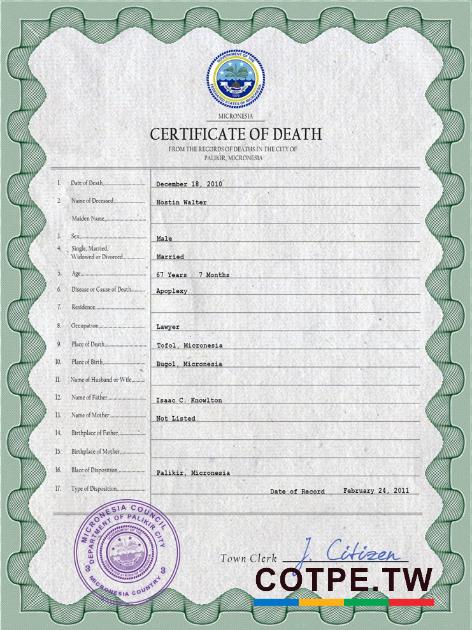 MICRONESIA
CERTIFICATE OF DEATH
FROM THE RECORDS OF DEATHS IN THE CITY OF
PALIKIR, MICRONESIA
1. Date of Death December 18, 2010
2. Name of Deceased Hostin Walter
Maiden Name
3. Sex Male
4. Single, Married,
Widowed or Divorced Married
5. Age 67 Years 7 Months
6. Disease or Cause of Death Apoplexy
7. Residence
8. Occupation Lawyer
9. Place of Death Tofol, Micronesia
10. Place of Birth Bugol, Micronesia
11. Name of Husband or Wife
12. Name of Father Isaac C. Knowlton
13. Name of Mother Not Listed
14. Birthplace of Father
15. Birthplace of Mother
16. Place of Disposition Palikir, Micronesia
17. Type of Disposition
Date of Record February 24, 2011
MICRONESIA COUNCIL
DEPARTMENT OF PALIKIR CITY
MICRONESIA COUNTRY
Town Clerk J. Citizen
COTPE.TW